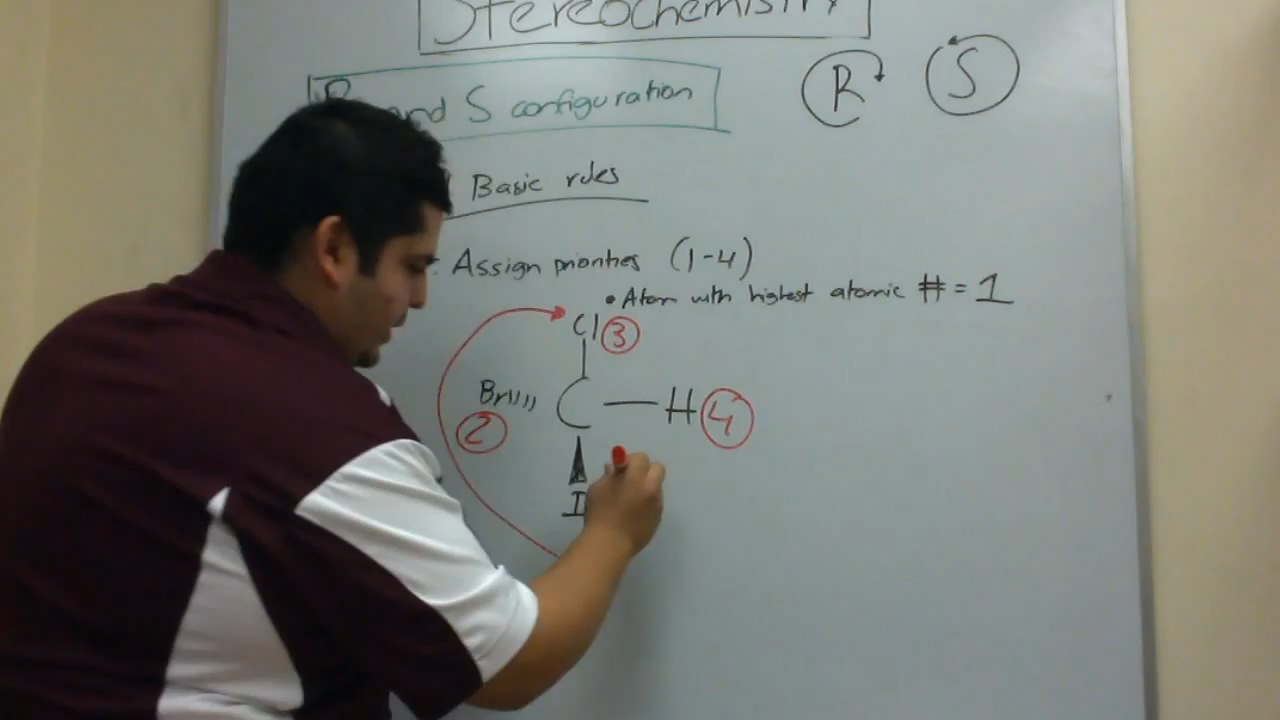 Stereochemistry
R and S configuration
R
S
Basic rules
Assign priorities (1-4)
• Atom with highest atomic # = 1
Cl 3
Br C H 4
2
I